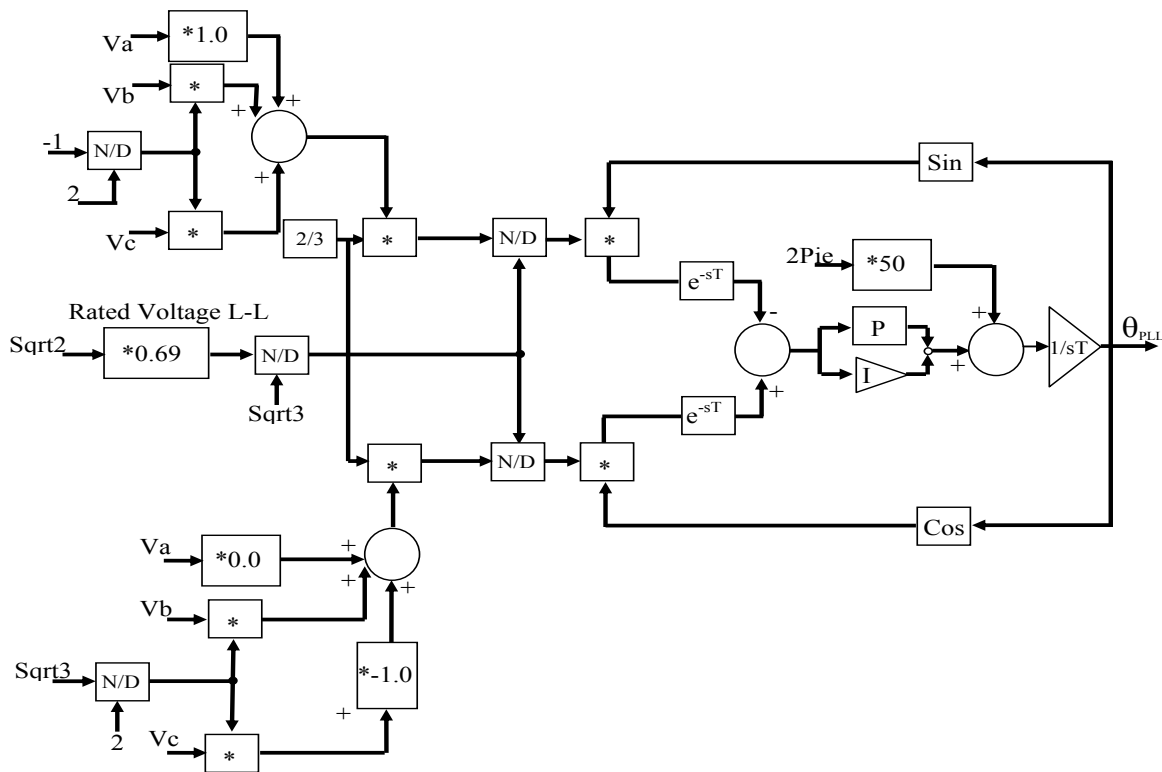 Va
*1.0
+
Vb
*
+
-1
N/D
2
+
Vc
*
2/3
*
N/D
*
Sin
e-sT
2Pie
*50
-
+
P
θPLL
Rated Voltage L-L
Sqrt2
*0.69
N/D
Sqrt3
I
+
1/sT
+
e-sT
*
N/D
*
Cos
Va
*0.0
+
+
+
Vb
*
*-1.0
Sqrt3
N/D
2
+
Vc
*